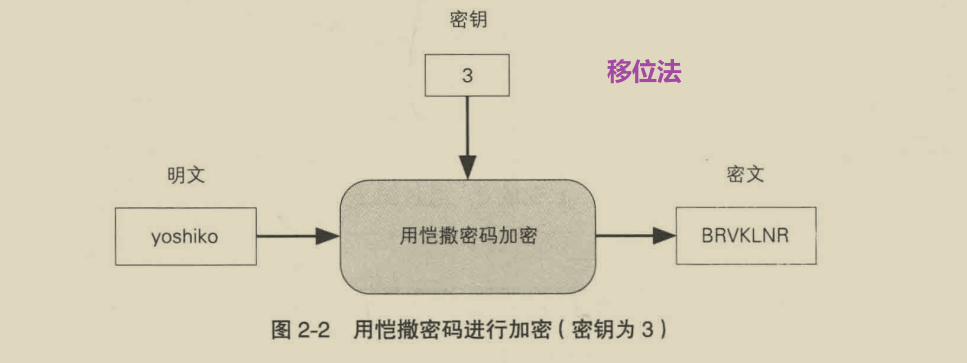 密钥
3
移位法
明文
密文
yoshiko
用恺撒密码加密
BRVKLNR
图 2-2 用恺撒密码进行加密（密钥为 3）